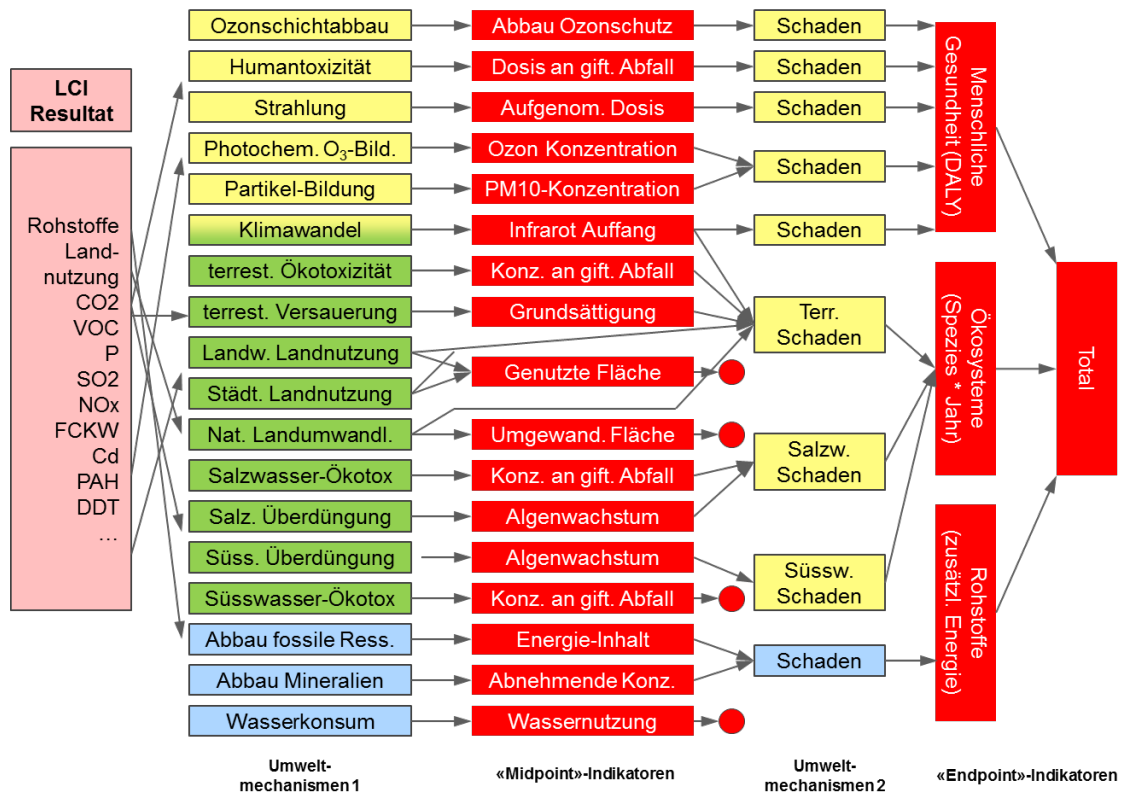 LCI
Resultat
Rohstoffe
Land-
nutzung
CO2
VOC
P
SO2
NOx
FCKW
Cd
PAH
DDT
…
Ozonschichtabbau
Humantoxizität
Strahlung
Photochem. O₃-Bild.
Partikel-Bildung
Klimawandel
terrest. Ökotoxizität
terrest. Versauerung
Landw. Landnutzung
Städt. Landnutzung
Nat. Landumwandl.
Salzwasser-Ökotox
Salz. Überdüngung
Süss. Überdüngung
Süsswasser-Ökotox
Abbau fossile Ress.
Abbau Mineralien
Wasserkonsum
Umwelt-
mechanismen 1
Abbau Ozonschutz
Dosis an gift. Abfall
Aufgenom. Dosis
Ozon Konzentration
PM10-Konzentration
Infrarot Auffang
Konz. an gift. Abfall
Grundsättigung
Genutzte Fläche
Umgewand. Fläche
Konz. an gift. Abfall
Algenwachstum
Algenwachstum
Konz. an gift. Abfall
Energie-Inhalt
Abnehmende Konz.
Wassernutzung
«Midpoint»-Indikatoren
Schaden
Schaden
Schaden
Schaden
Schaden
Terr.
Schaden
Salzw.
Schaden
Süssw.
Schaden
Schaden
Umwelt-
mechanismen 2
Menschliche
Gesundheit (DALY)
Ökosysteme
(Spezies * Jahr)
Rohstoffe
(zusätzl. Energie)
«Endpoint»-Indikatoren
Total